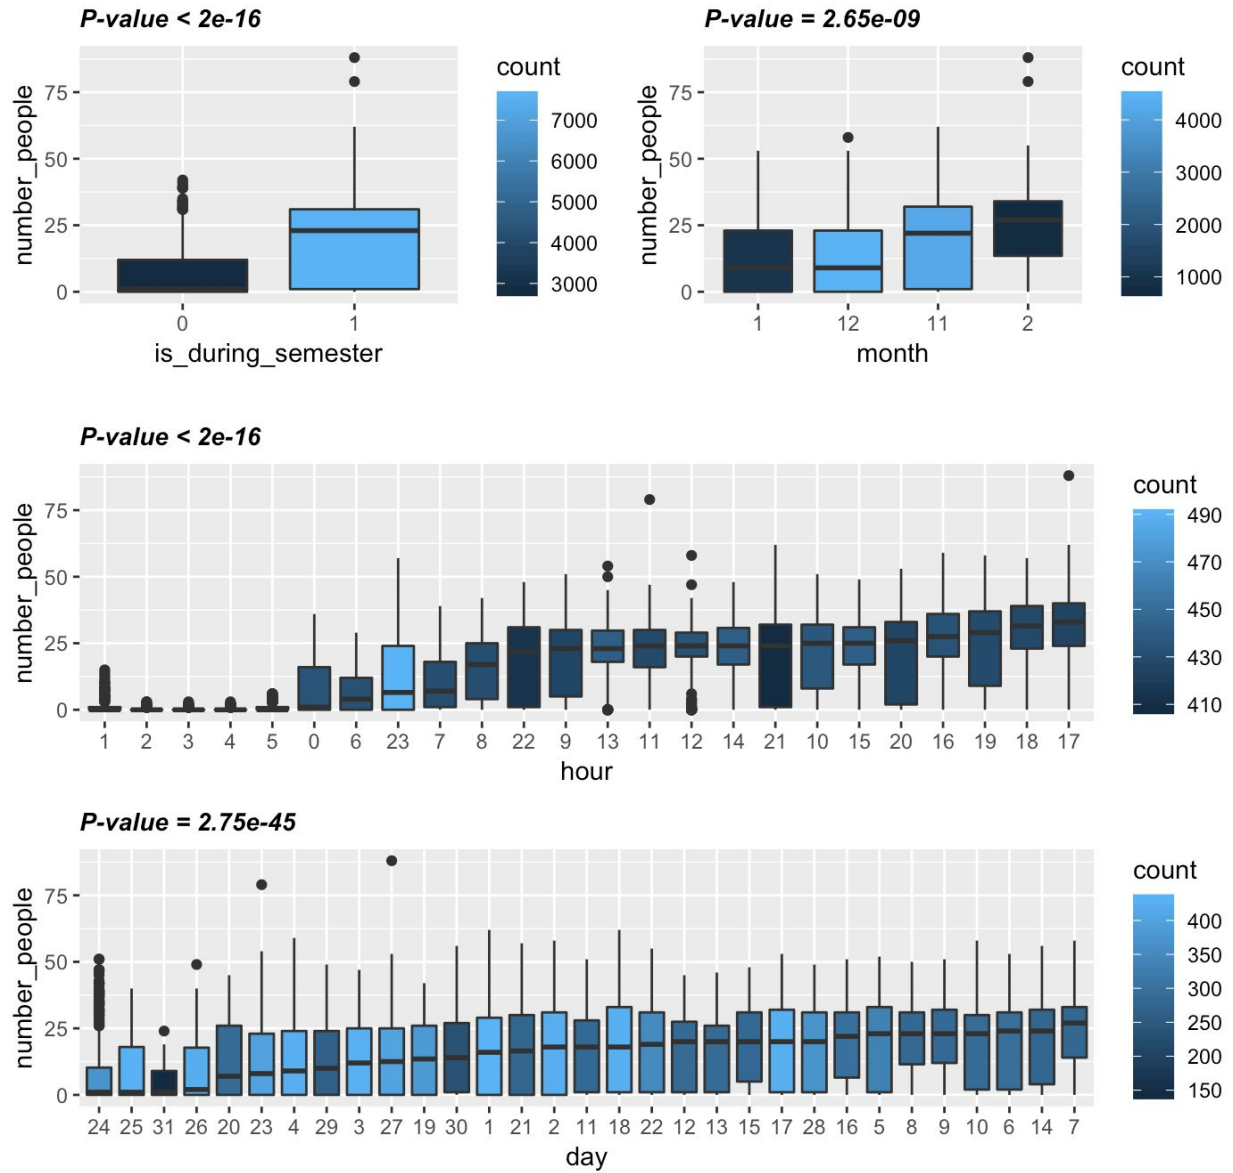 P-value < 2e-16
number_people
75
50
25
0
0 1
is_during_semester
count
7000
6000
5000
4000
3000
P-value = 2.65e-09
number_people
75
50
25
0
1 12 11 2
month
count
4000
3000
2000
1000
P-value < 2e-16
number_people
75
50
25
0
1 2 3 4 5 0 6 23 7 8 22 9 13 11 12 14 21 10 15 20 16 19 18 17
hour
count
490
470
450
430
410
P-value = 2.75e-45
number_people
75
50
25
0
24 25 31 26 20 23 4 29 3 27 19 30 1 21 2 11 18 22 12 13 15 17 28 16 5 8 9 10 6 14 7
day
count
400
350
300
250
200
150